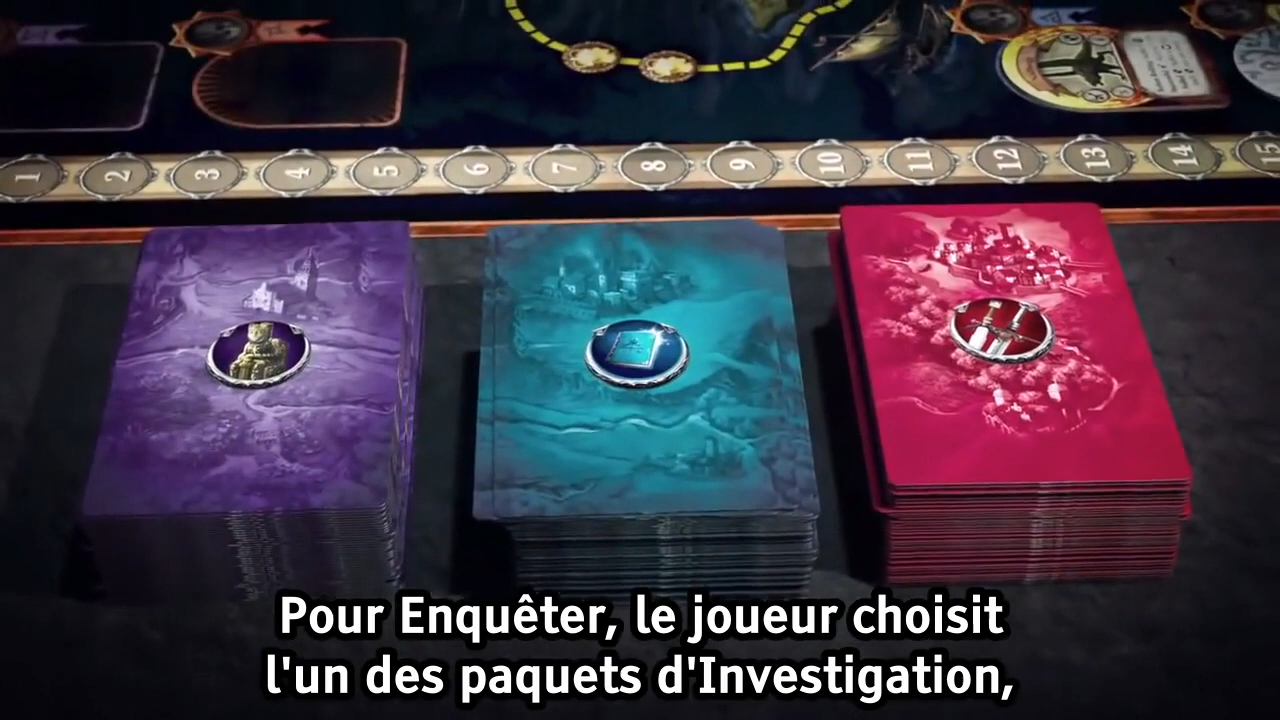 1 2 3 4 5 6 7 8 9 10 11 12 13 14 15
Pour Enquêter, le joueur choisit
l'un des paquets d'Investigation,